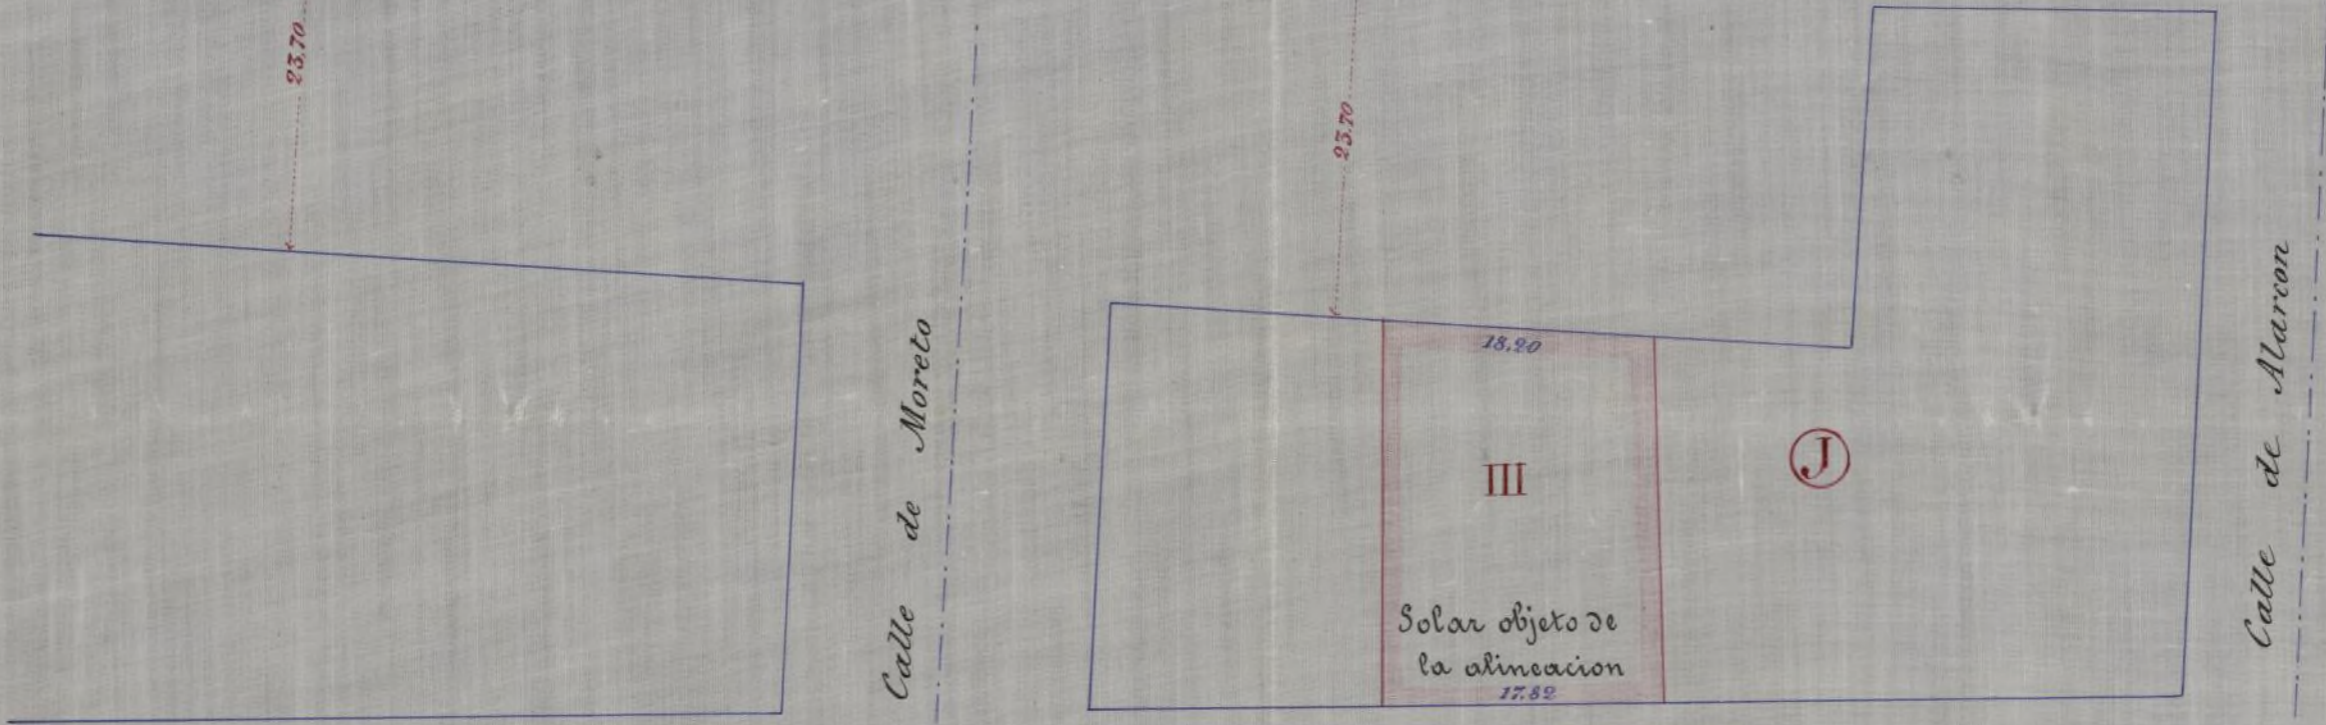 23,70
23,70
Calle de Moreto
18,20
III
J
Solar objeto de
la alineacion
17,82
Calle de Alarcon